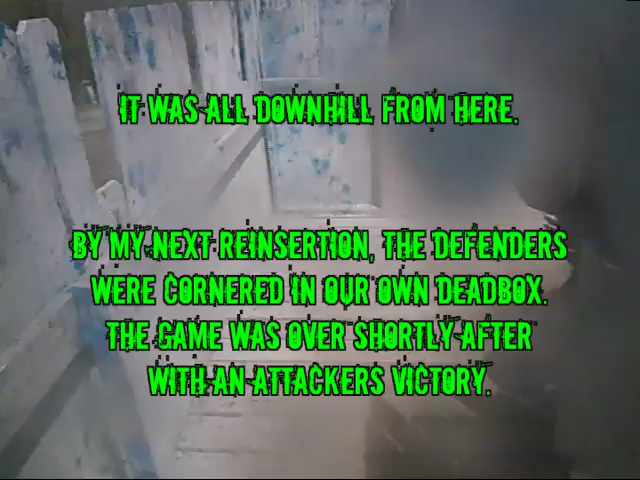 IT WAS ALL DOWNHILL FROM HERE.
BY MY NEXT REINSERTION, THE DEFENDERS
WERE CORNERED IN OUR OWN DEADBOX.
THE GAME WAS OVER SHORTLY AFTER
WITH AN ATTACKERS VICTORY.